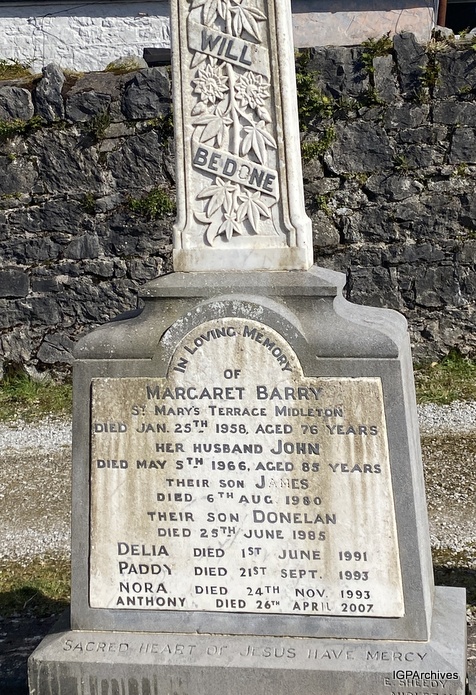 WILL
BE DONE
IN LOVING MEMORY
OF
MARGARET BARRY
ST MARY'S TERRACE MIDLETON
DIED JAN. 25TH 1958, AGED 76 YEARS
HER HUSBAND JOHN
DIED MAY 5TH 1966, AGED 85 YEARS
THEIR SON JAMES
DIED 6TH AUG. 1980
THEIR SON DONELAN
DIED 25TH JUNE 1985
DELIA DIED 1ST JUNE 1991
PADDY DIED 21ST SEPT. 1993
NORA DIED 24TH NOV. 1993
ANTHONY DIED 26TH APRIL 2007
SACRED HEART OF JESUS HAVE MERCY
IGPArchives
E. SHEEDY